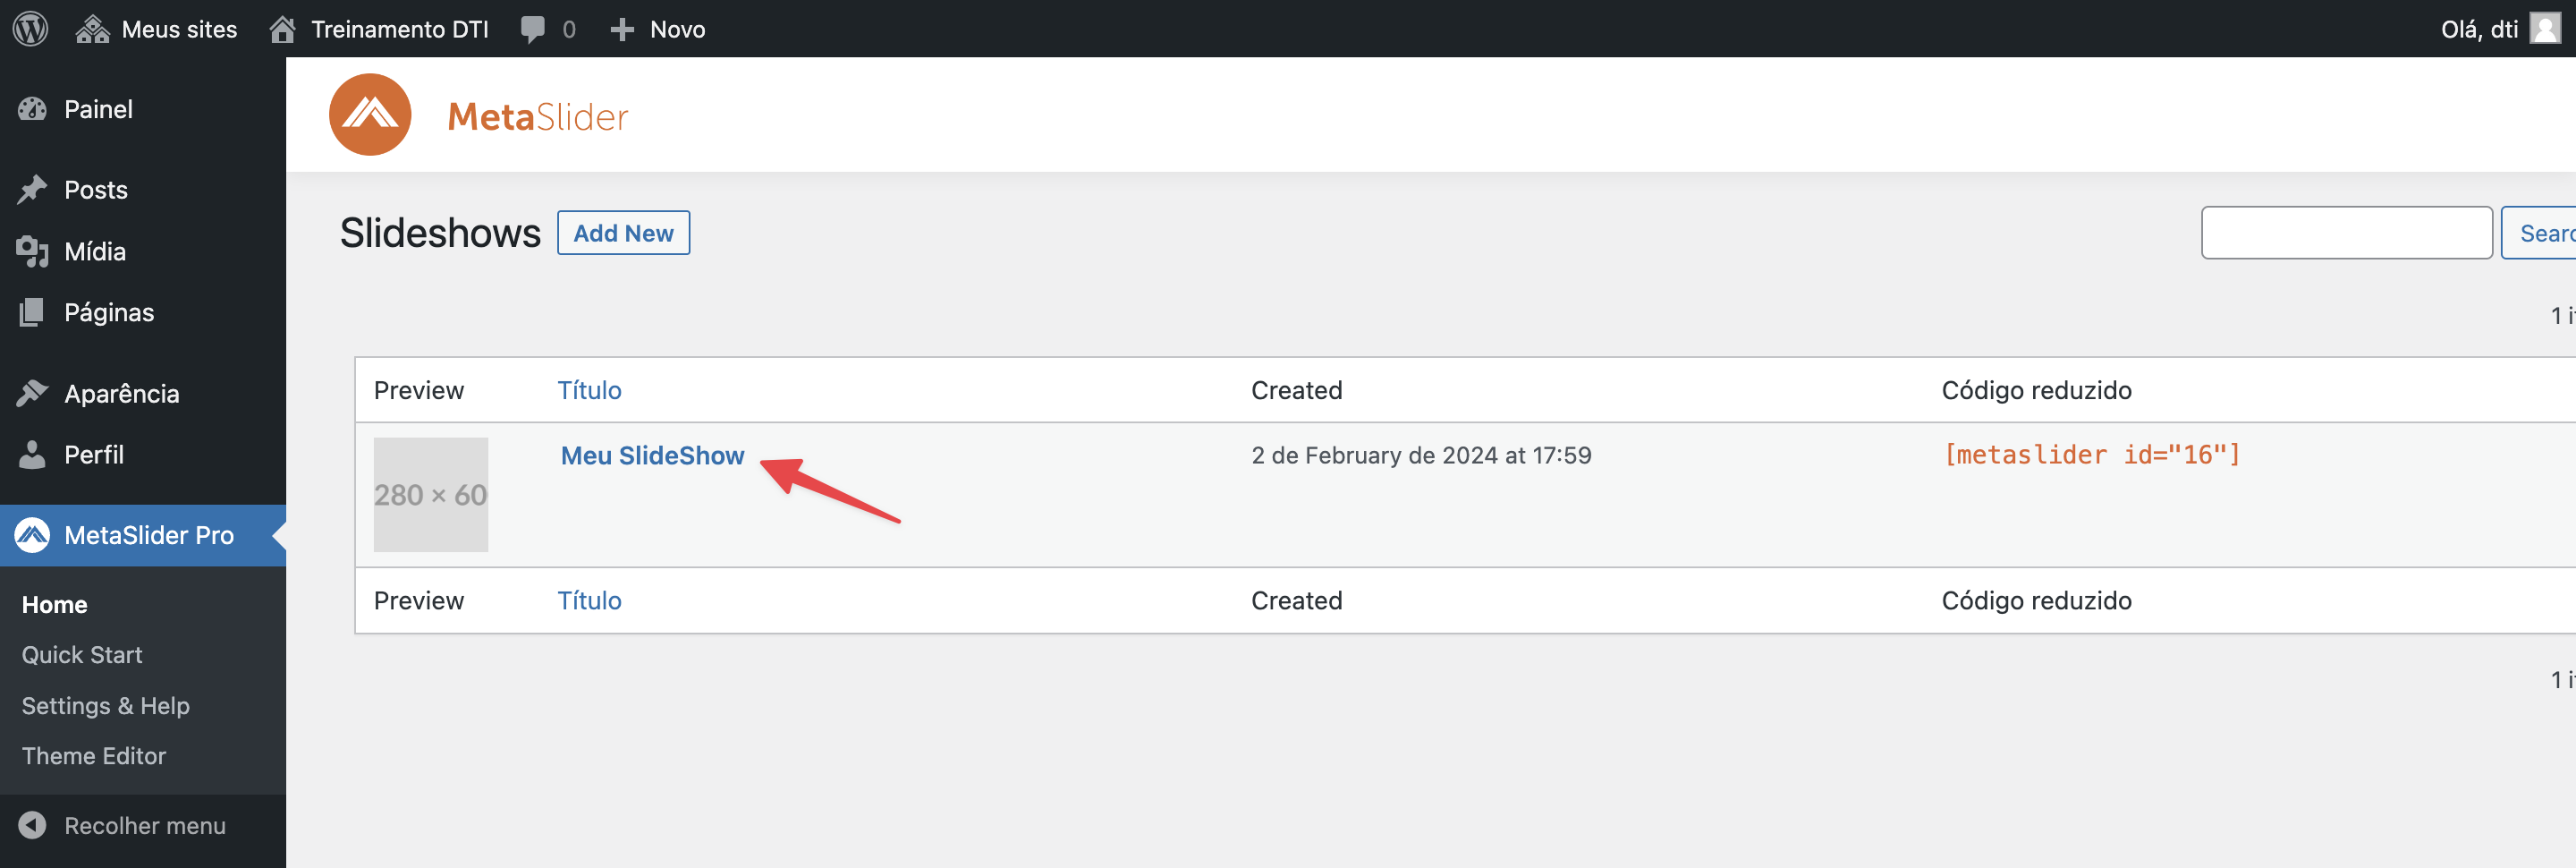 Meus sites Treinamento DTI 0 Novo Olá, dti
Painel
Posts
Mídia
Páginas
Aparência
Perfil
MetaSlider Pro
Home
Quick Start
Settings & Help
Theme Editor
Recolher menu
MetaSlider
Slideshows Add New Searc
1 it
Preview Título Created Código reduzido
280 × 60 Meu SlideShow 2 de February de 2024 at 17:59 [metaslider id="16"]
Preview Título Created Código reduzido
1 it